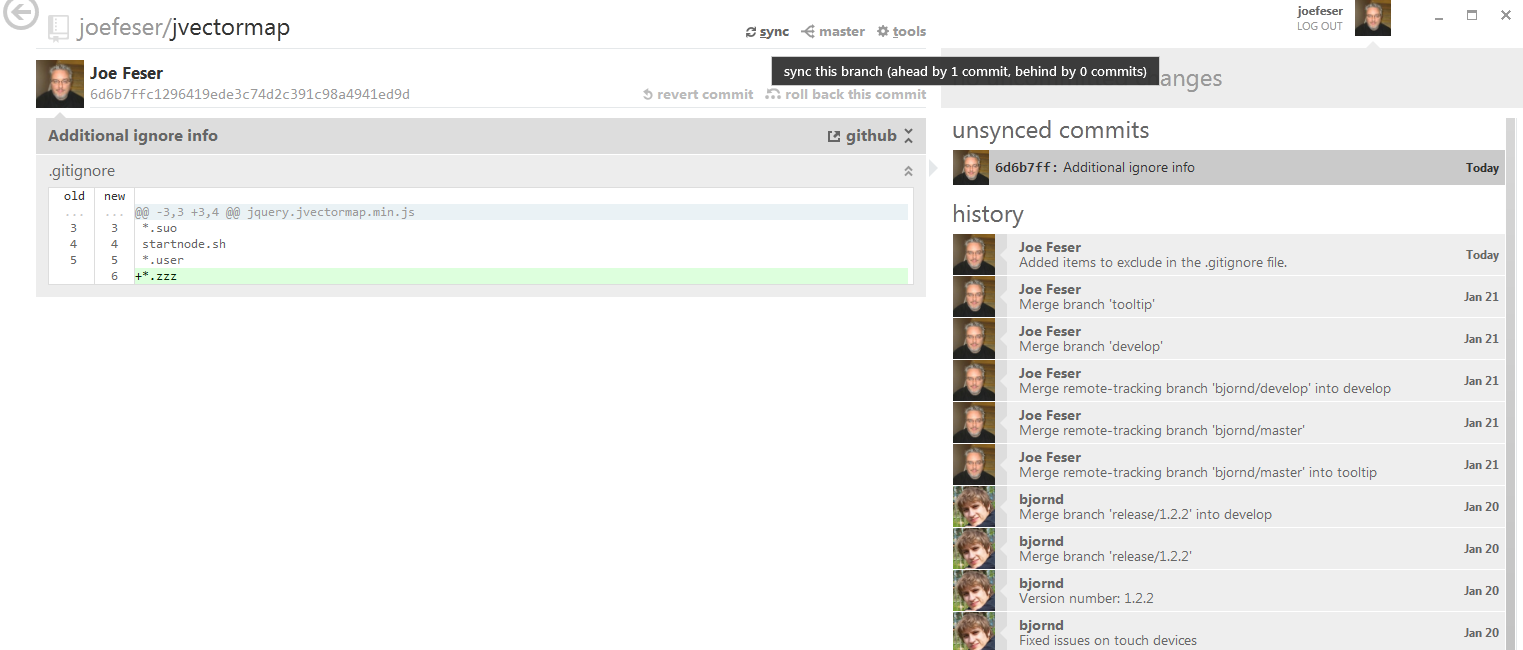 joefeser/jvectormap
sync master tools
joefeser
LOG OUT
sync this branch (ahead by 1 commit, behind by 0 commits)
anges
Joe Feser
6d6b7ffc1296419ede3c74d2c391c98a4941ed9d
revert commit roll back this commit
Additional ignore info
github
.gitignore
old new
... ... @@ -3,3 +3,4 @@ jquery.jvectormap.min.js
3 3 *.suo
4 4 startnode.sh
5 5 *.user
6 +*.zzz
unsynced commits
6d6b7ff: Additional ignore info Today
history
Joe Feser
Added items to exclude in the .gitignore file. Today
Joe Feser
Merge branch 'tooltip' Jan 21
Joe Feser
Merge branch 'develop' Jan 21
Joe Feser
Merge remote-tracking branch 'bjornd/develop' into develop Jan 21
Joe Feser
Merge remote-tracking branch 'bjornd/master' Jan 21
Joe Feser
Merge remote-tracking branch 'bjornd/master' into tooltip Jan 21
bjornd
Merge branch 'release/1.2.2' into develop Jan 20
bjornd
Merge branch 'release/1.2.2' Jan 20
bjornd
Version number: 1.2.2 Jan 20
bjornd
Fixed issues on touch devices Jan 20